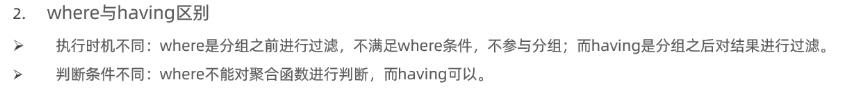 2. where与having区别
➢ 执行时机不同：where是分组之前进行过滤，不满足where条件，不参与分组；而having是分组之后对结果进行过滤。
➢ 判断条件不同：where不能对聚合函数进行判断，而having可以。